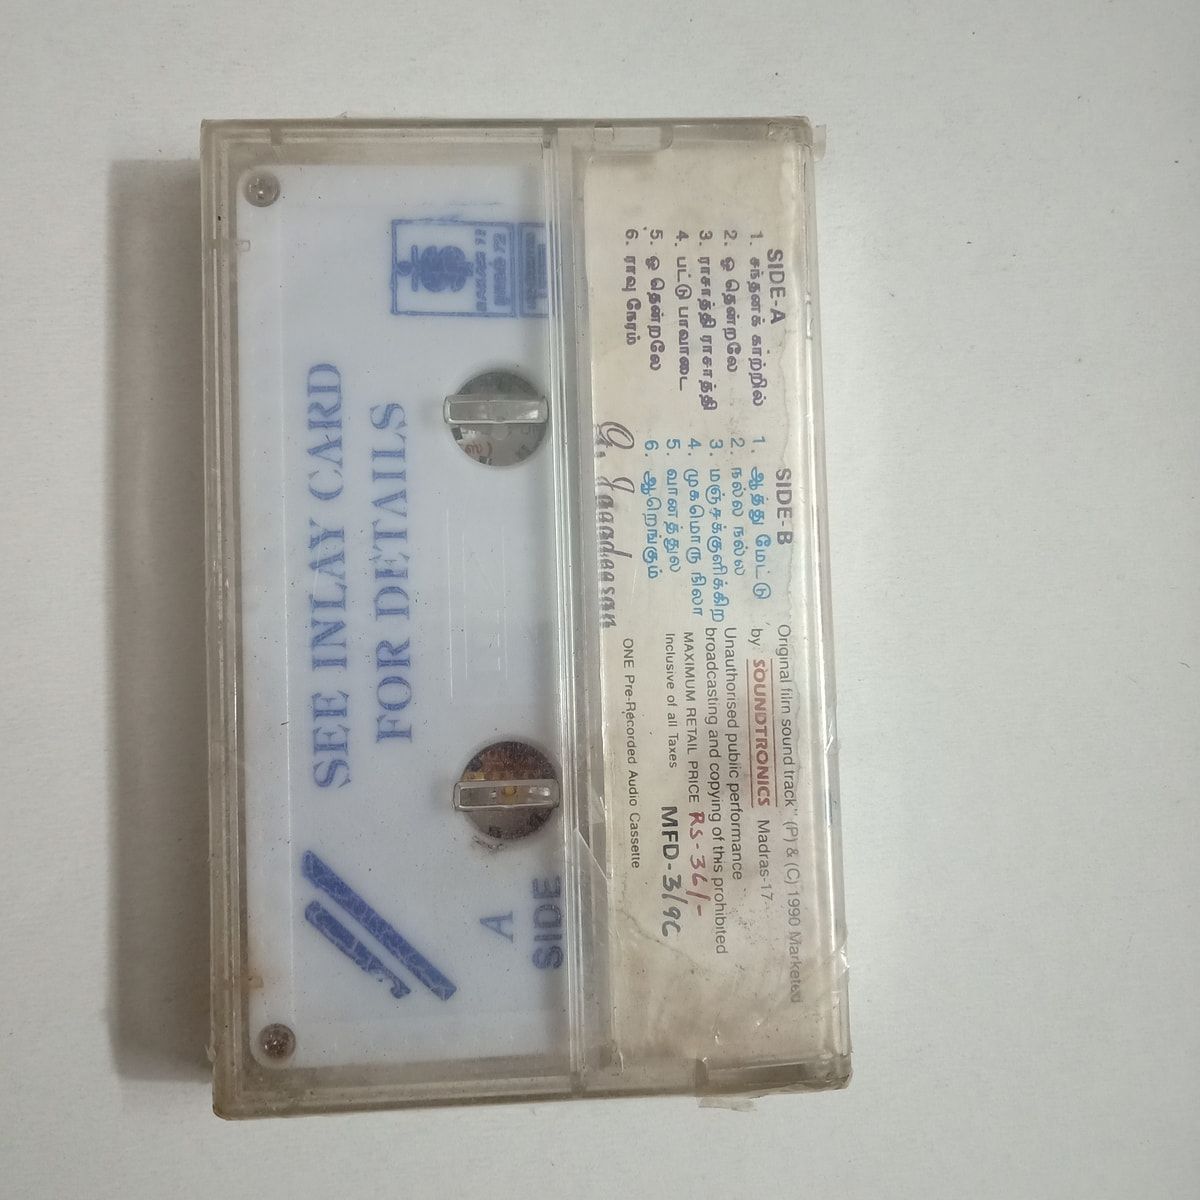 SIDE-A
1. சந்தனக் காற்றில்
2. ஓ தென்றலே
3. ராசாத்தி ராசாத்தி
4. பட்டு பாவாடை
5. ஓ தென்றலே
6. ராவு நேரம்
SIDE-B
1. ஆத்து மேட்டு
2. நல்ல நல்ல
3. மஞ்சக்குளிக்கிற
4. முகமொரு நிலா
5. வானத்துல
6. ஆறெங்கும்
Original film sound track" (P) & (C) 1990 Marketed
by SOUNDTRONICS Madras-17
Unauthorised public performance
broadcasting and copying of this prohibited
MAXIMUM RETAIL PRICE Rs-36/-
Inclusive of all Taxes MFD-3/96
ONE Pre-Recorded Audio Cassette
SEE INLAY CARD
FOR DETAILS
SIDE
A